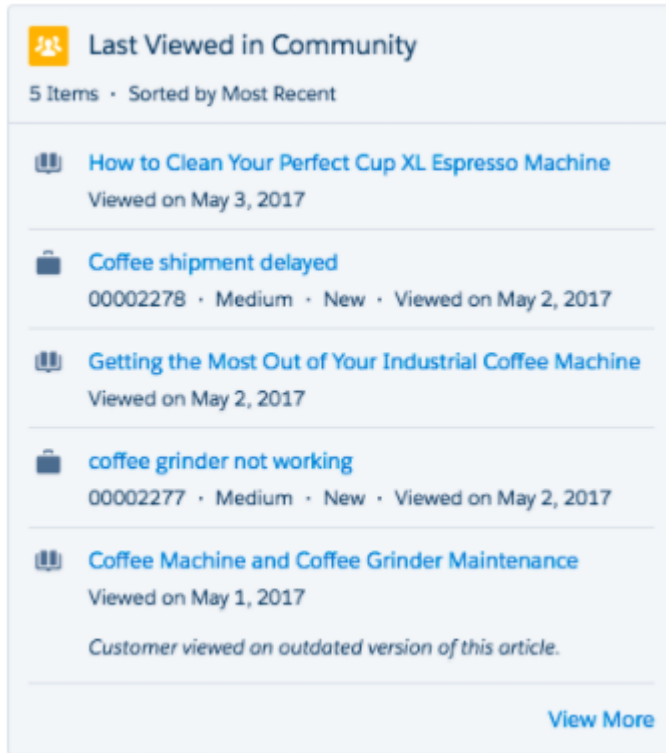 Last Viewed in Community
5 Items · Sorted by Most Recent
How to Clean Your Perfect Cup XL Espresso Machine
Viewed on May 3, 2017
Coffee shipment delayed
00002278 · Medium · New · Viewed on May 2, 2017
Getting the Most Out of Your Industrial Coffee Machine
Viewed on May 2, 2017
coffee grinder not working
00002277 · Medium · New · Viewed on May 2, 2017
Coffee Machine and Coffee Grinder Maintenance
Viewed on May 1, 2017
Customer viewed an outdated version of this article.
View More